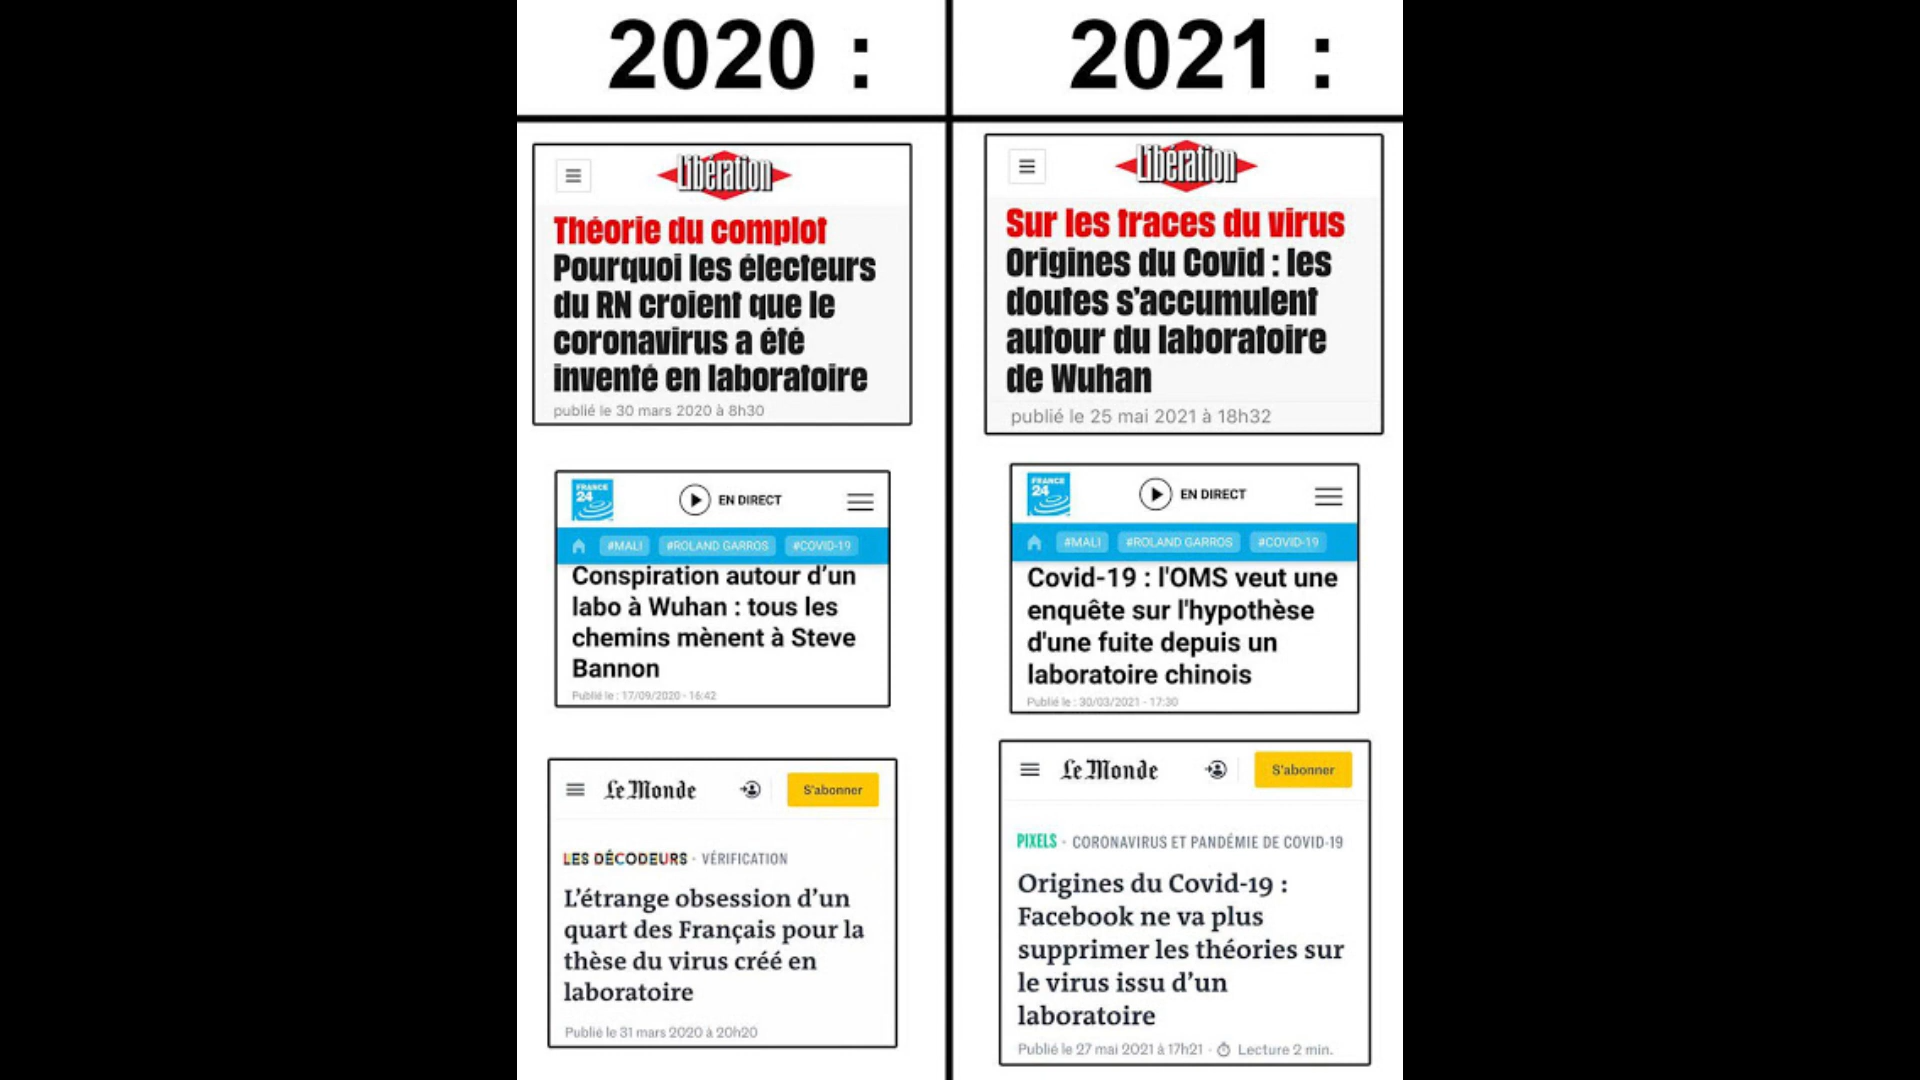 2020 :
Libération
Théorie du complot
Pourquoi les électeurs
du RN croient que le
coronavirus a été
inventé en laboratoire
publié le 30 mars 2020 à 8h30
FRANCE
24
EN DIRECT
#MALI #ROLAND GARROS #COVID-19
Conspiration autour d’un
labo à Wuhan : tous les
chemins mènent à Steve
Bannon
Publié le : 17/09/2020 - 16:42
Le Monde
S'abonner
LES DÉCODEURS · VÉRIFICATION
L’étrange obsession d’un
quart des Français pour la
thèse du virus créé en
laboratoire
Publié le 31 mars 2020 à 20h20
2021 :
Libération
Sur les traces du virus
Origines du Covid : les
doutes s’accumulent
autour du laboratoire
de Wuhan
publié le 25 mai 2021 à 18h32
FRANCE
24
EN DIRECT
#MALI #ROLAND GARROS #COVID-19
Covid-19 : l'OMS veut une
enquête sur l'hypothèse
d'une fuite depuis un
laboratoire chinois
Publié le : 30/03/2021 - 17:30
Le Monde
S'abonner
PIXELS · CORONAVIRUS ET PANDÉMIE DE COVID-19
Origines du Covid-19 :
Facebook ne va plus
supprimer les théories sur
le virus issu d’un
laboratoire
Publié le 27 mai 2021 à 17h21 · Lecture 2 min.